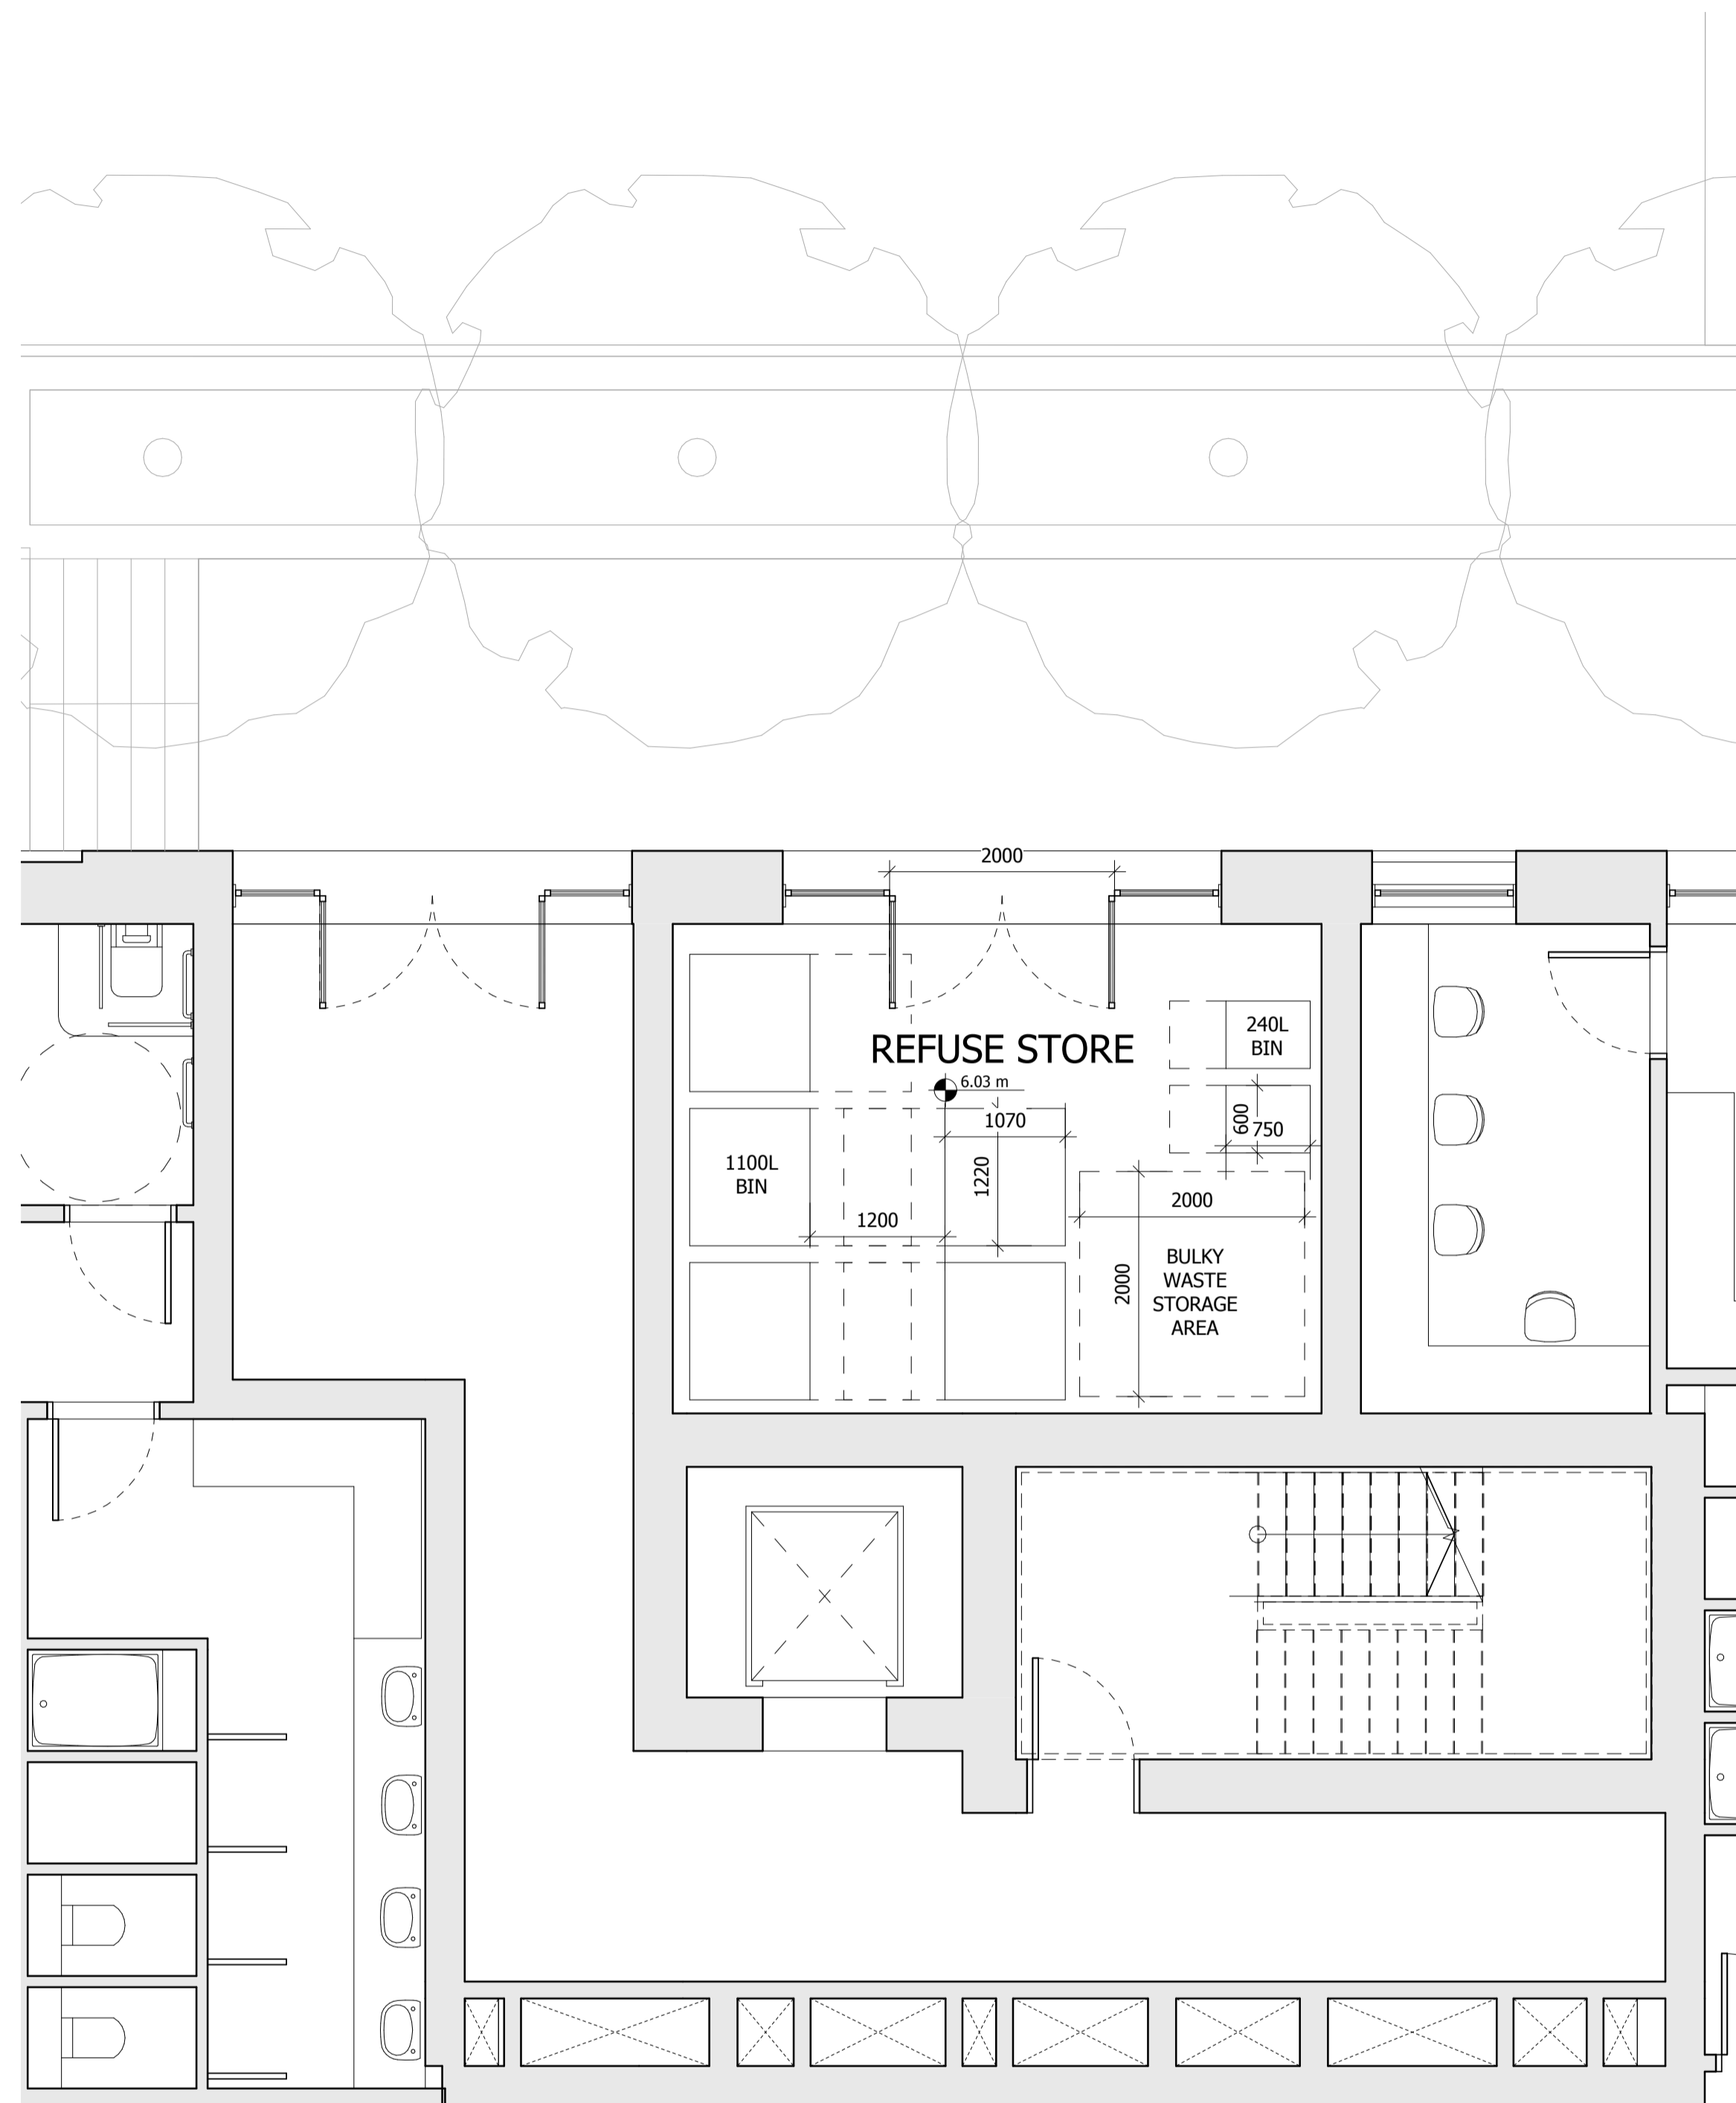 2000
240L
BIN
REFUSE STORE
6.03 m
1070
600
750
1100L
BIN
1220
2000
1200
BULKY
WASTE
STORAGE
AREA
2000